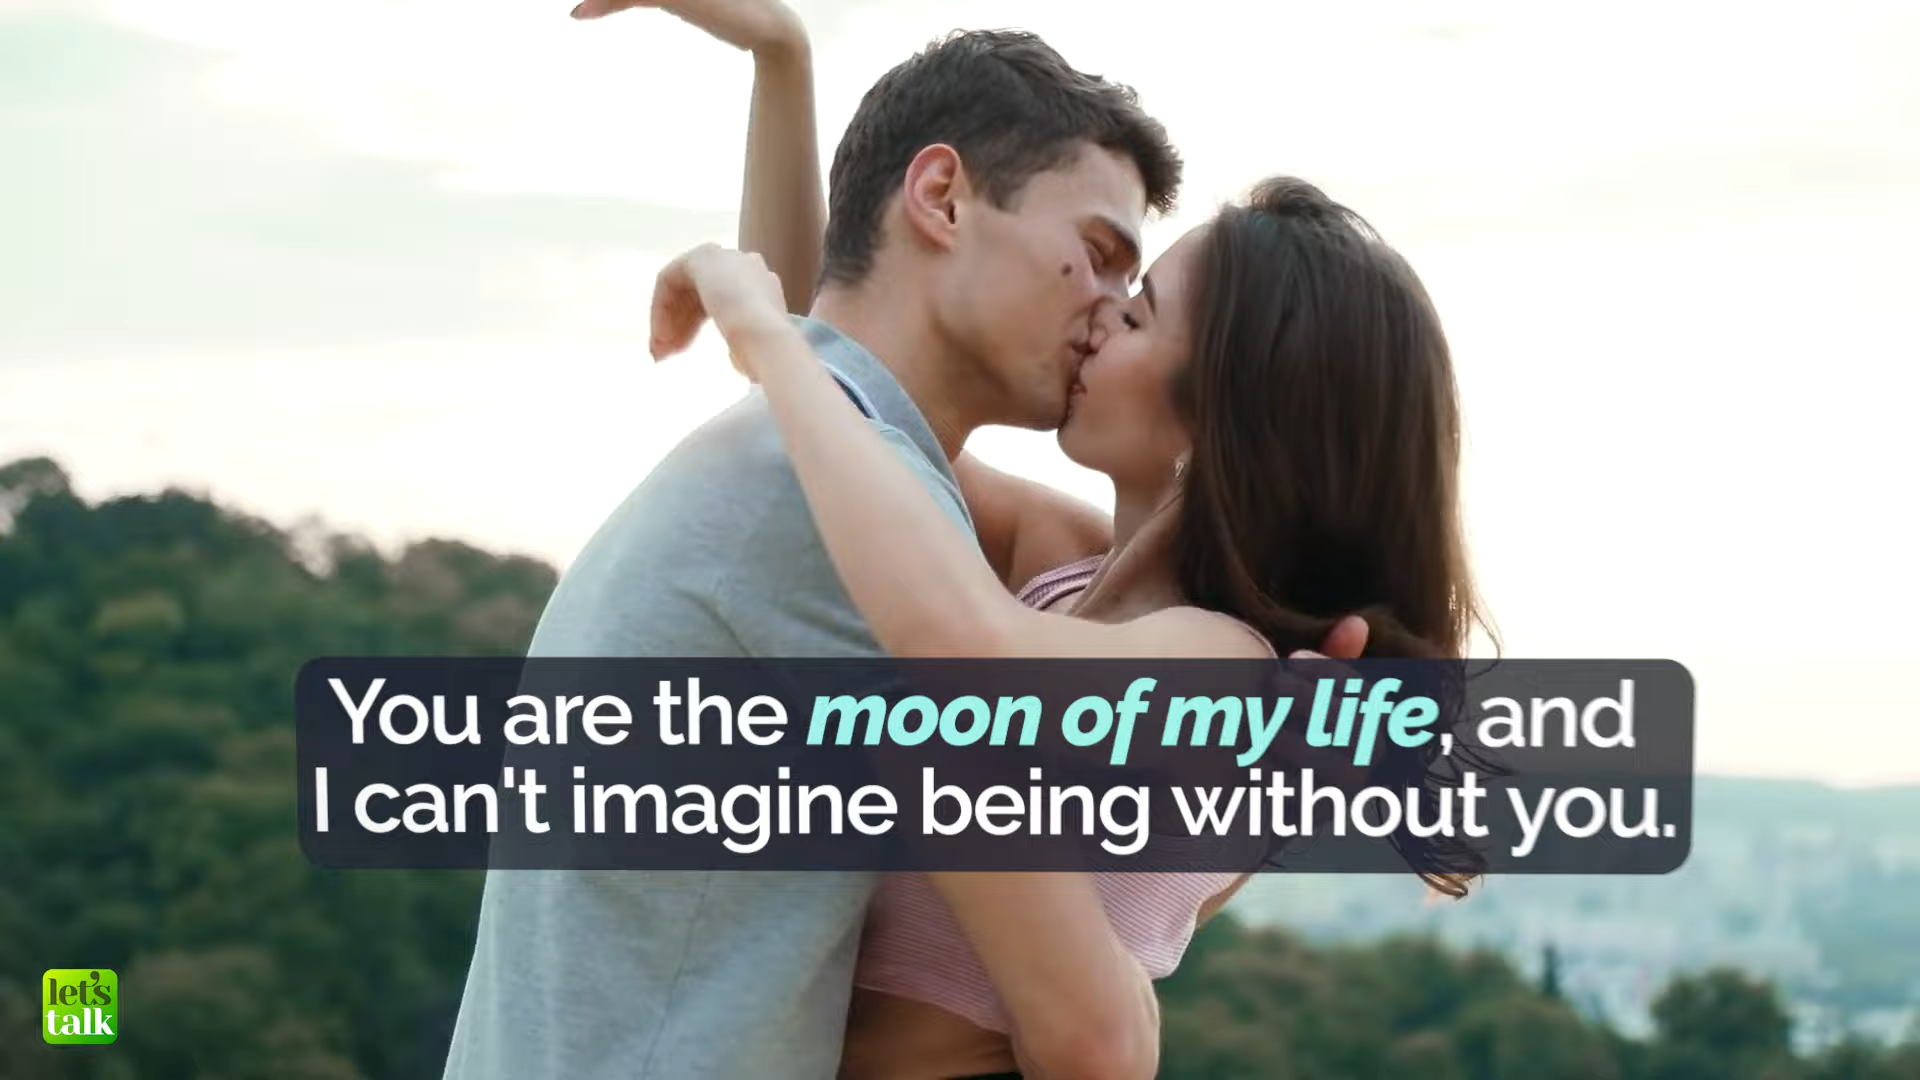 You are the moon of my life, and
I can't imagine being without you.
let's
talk